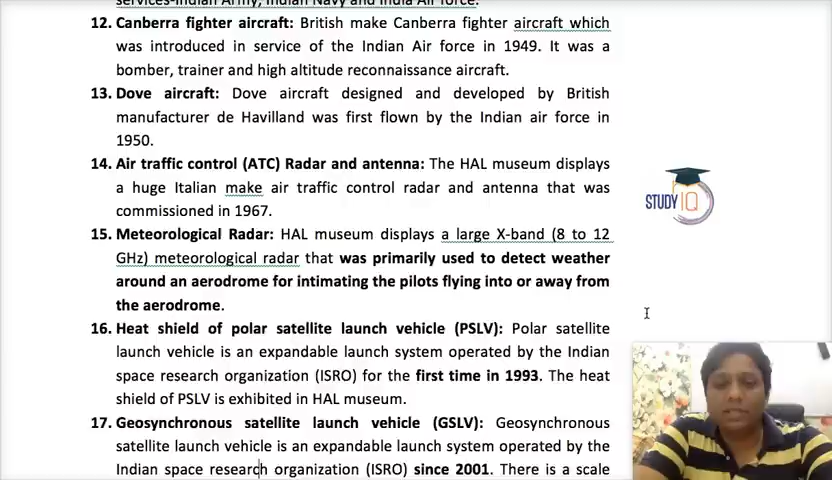 services-Indian Army, Indian Navy and India Air force.
12. Canberra fighter aircraft: British make Canberra fighter aircraft which
was introduced in service of the Indian Air force in 1949. It was a
bomber, trainer and high altitude reconnaissance aircraft.
13. Dove aircraft: Dove aircraft designed and developed by British
manufacturer de Havilland was first flown by the Indian air force in
1950.
14. Air traffic control (ATC) Radar and antenna: The HAL museum displays
a huge Italian make air traffic control radar and antenna that was
commissioned in 1967.
15. Meteorological Radar: HAL museum displays a large X-band (8 to 12
GHz) meteorological radar that was primarily used to detect weather
around an aerodrome for intimating the pilots flying into or away from
the aerodrome.
16. Heat shield of polar satellite launch vehicle (PSLV): Polar satellite
launch vehicle is an expandable launch system operated by the Indian
space research organization (ISRO) for the first time in 1993. The heat
shield of PSLV is exhibited in HAL museum.
17. Geosynchronous satellite launch vehicle (GSLV): Geosynchronous
satellite launch vehicle is an expandable launch system operated by the
Indian space research organization (ISRO) since 2001. There is a scale
STUDY IQ